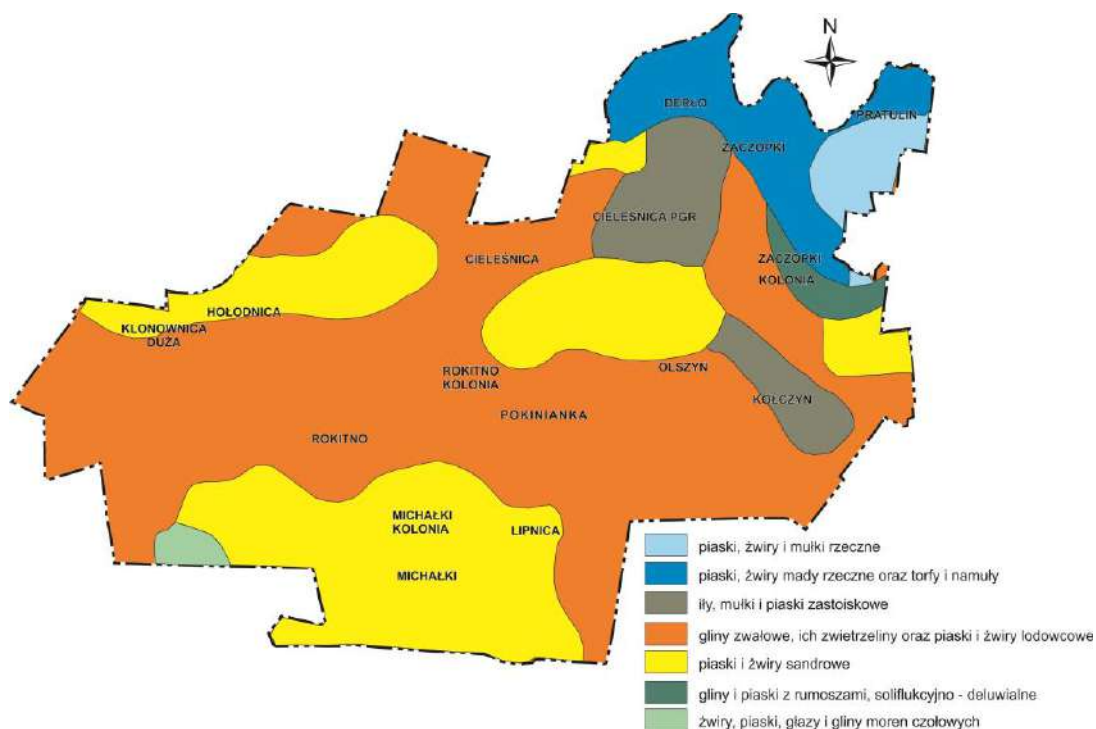 N
DERŁO
PRATULIN
ZACZOPKI
CIELEŚNICA PGR
CIELEŚNICA
ZACZOPKI
KOLONIA
HOŁODNICA
KLONOWNICA
DUŻA
ROKITNO
KOLONIA
OLSZYN
KOŁCZYN
POKINIANKA
ROKITNO
MICHAŁKI
KOLONIA
LIPNICA
MICHAŁKI
piaski, żwiry i mułki rzeczne
piaski, żwiry mady rzeczne oraz torfy i namuły
iły, mułki i piaski zastoiskowe
gliny zwałowe, ich zwietrzeliny oraz piaski i żwiry lodowcowe
piaski i żwiry sandrowe
gliny i piaski z rumoszami, soliflukcyjno - deluwialne
żwiry, piaski, głazy i gliny moren czołowych